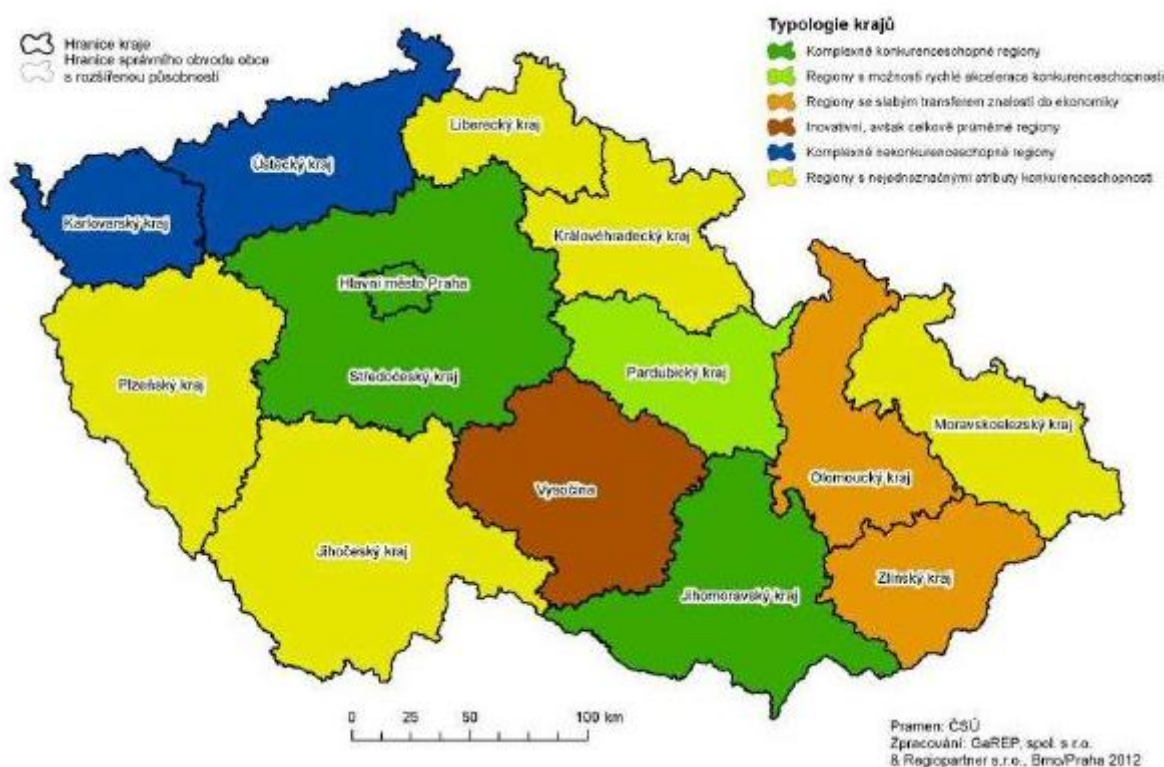 Hranice kraje
Hranice správního obvodu obce
s rozšířenou působností
Typologie krajů
Komplexně konkurenceschopné regiony
Regiony s možností rychlé akcelerace konkurenceschopnosti
Regiony se slabým transferem znalostí do ekonomiky
Inovativní, avšak celkově průměrné regiony
Komplexně nekonkurenceschopné regiony
Regiony s nejednoznačnými atributy konkurenceschopnosti
Liberecký kraj
Ústecký kraj
Karlovarský kraj
Královéhradecký kraj
Hlavní město Praha
Plzeňský kraj
Středočeský kraj
Pardubický kraj
Moravskoslezský kraj
Olomoucký kraj
Vysočina
Jihočeský kraj
Zlínský kraj
Jihomoravský kraj
0 25 50 100 km
Pramen: ČSÚ
Zpracování: GaREP, spol. s r.o.
& Regiopartner s.r.o., Brno/Praha 2012